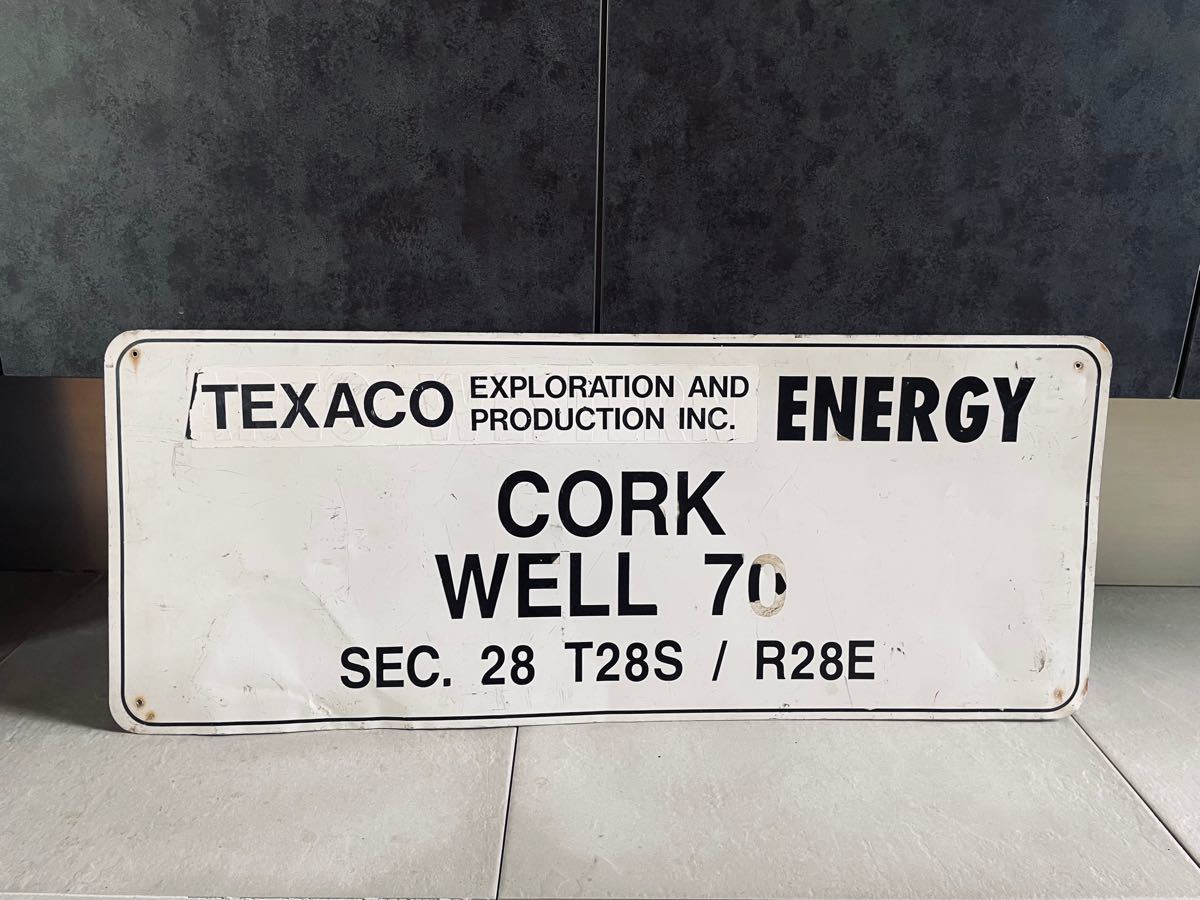 TEXACO EXPLORATION AND PRODUCTION INC. ENERGY
CORK
WELL 70
SEC. 28 T28S / R28E